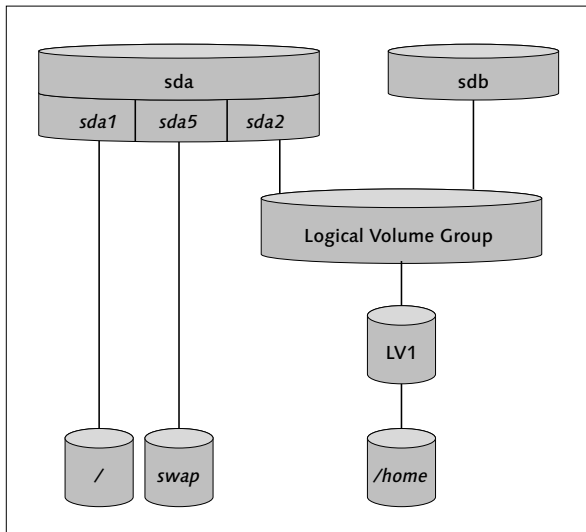 sda
sdb
sda1
sda5
sda2
Logical Volume Group
LV1
/
swap
/home